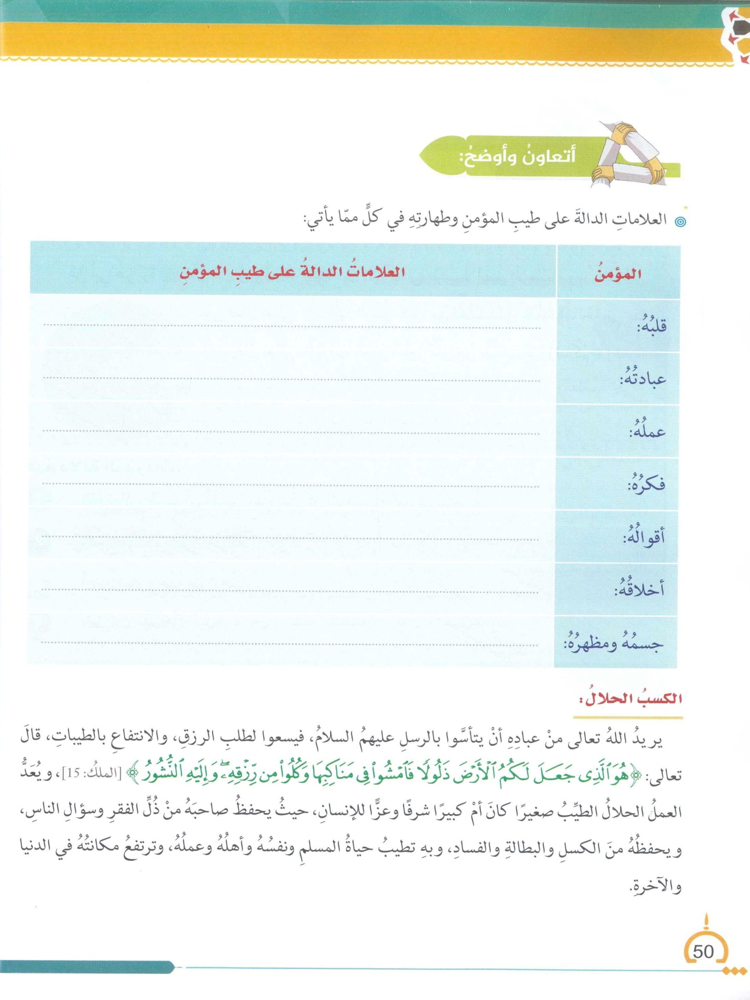 أتعاونُ وأوضحُ:
العلاماتِ الدالةَ على طيبِ المؤمنِ وطهارتِهِ في كلٍّ ممّا يأتي:
المؤمنُ
العلاماتُ الدالةُ على طيبِ المؤمنِ
قلبُهُ:
عبادتُهُ:
عملُهُ:
فكرُهُ:
أقوالُهُ:
أخلاقُهُ:
جسمُهُ ومظهرُهُ:
الكسبُ الحلالُ:
يريدُ اللهُ تعالى منْ عبادِهِ أنْ يتأسَّوا بالرسلِ عليهمُ السلامُ، فيسعوا لطلبِ الرزقِ، والانتفاعِ بالطيباتِ، قالَ
تعالى: ﴿هُوَ ٱلَّذِى جَعَلَ لَكُمُ ٱلْأَرْضَ ذَلُولًا فَٱمْشُوا۟ فِى مَنَاكِبِهَا وَكُلُوا۟ مِن رِّزْقِهِۦ ۖ وَإِلَيْهِ ٱلنُّشُورُ﴾ [الملكُ: 15]، ويُعَدُّ
العملُ الحلالُ الطيِّبُ صغيرًا كانَ أمْ كبيرًا شرفًا وعزًّا للإنسانِ، حيثُ يحفظُ صاحبَهُ منْ ذُلِّ الفقرِ وسؤالِ الناسِ،
ويحفظُهُ منَ الكسلِ والبطالةِ والفسادِ، وبهِ تطيبُ حياةُ المسلمِ ونفسُهُ وأهلُهُ وعملُهُ، وترتفعُ مكانتُهُ في الدنيا
والآخرةِ.
50